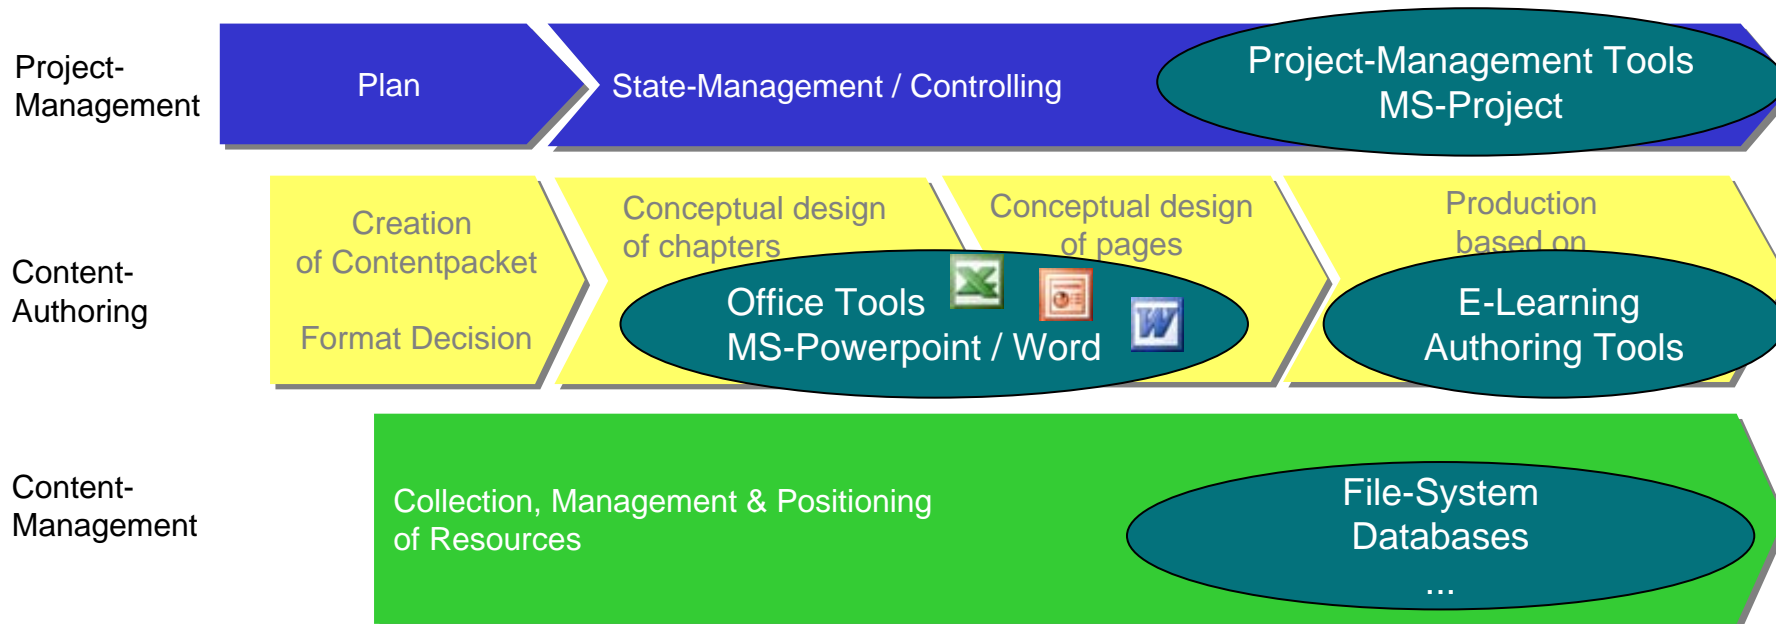 Project-
Management
Plan
State-Management / Controlling
Project-Management Tools
MS-Project
Content-
Authoring
Creation
of Contentpacket
Format Decision
Conceptual design
of chapters
Conceptual design
of pages
Production
based on
Office Tools
MS-Powerpoint / Word
W
E-Learning
Authoring Tools
Content-
Management
Collection, Management & Positioning
of Resources
File-System
Databases
...